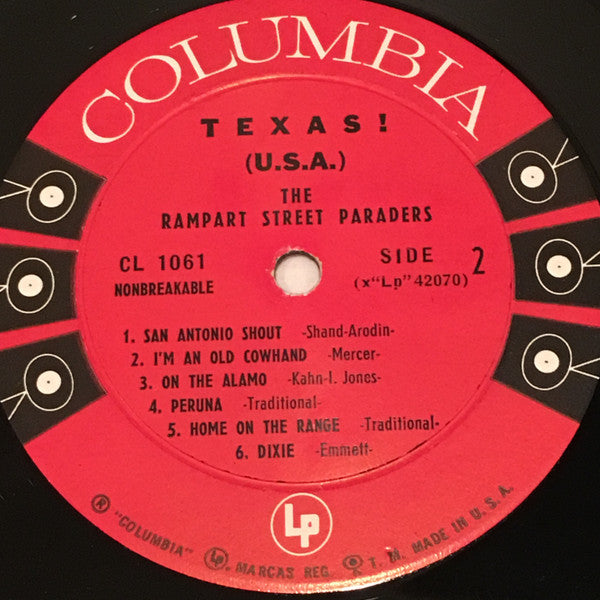 COLUMBIA
TEXAS!
(U.S.A.)
THE
RAMPART STREET PARADERS
CL 1061
NONBREAKABLE
SIDE 2
(x"Lp"42070)
1. SAN ANTONIO SHOUT -Shand-Arodin-
2. I'M AN OLD COWHAND -Mercer-
3. ON THE ALAMO -Kahn-I. Jones-
4. PERUNA -Traditional-
5. HOME ON THE RANGE -Traditional-
6. DIXIE -Emmett-
Lp
® "COLUMBIA" Ⓛⓟ, MARCAS REG. T. M. MADE IN U. S. A.